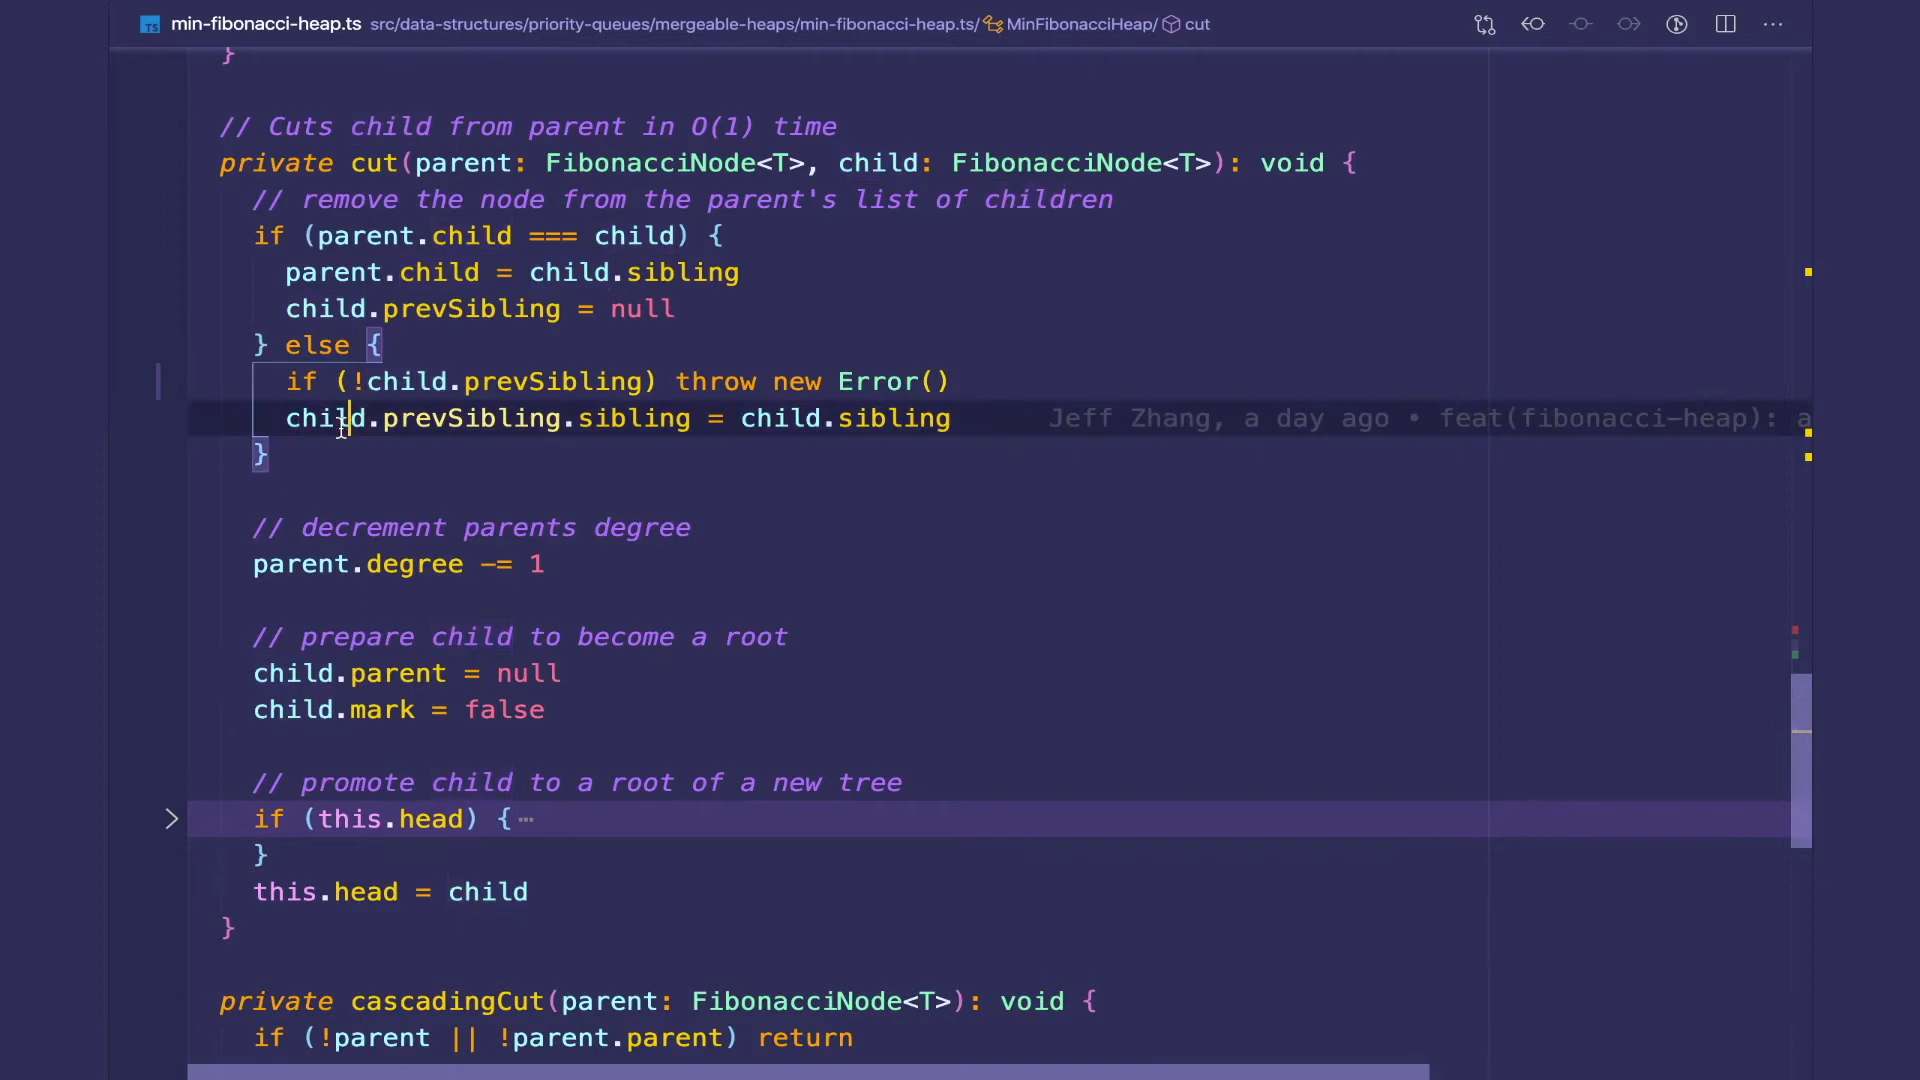 TS min-fibonacci-heap.ts src/data-structures/priority-queues/mergeable-heaps/min-fibonacci-heap.ts/ MinFibonacciHeap/ cut
}
// Cuts child from parent in O(1) time
private cut(parent: FibonacciNode<T>, child: FibonacciNode<T>): void {
// remove the node from the parent's list of children
if (parent.child === child) {
parent.child = child.sibling
child.prevSibling = null
} else {
if (!child.prevSibling) throw new Error()
child.prevSibling.sibling = child.sibling Jeff Zhang, a day ago • feat(fibonacci-heap): a
}
// decrement parents degree
parent.degree -= 1
// prepare child to become a root
child.parent = null
child.mark = false
// promote child to a root of a new tree
if (this.head) {⋯
}
this.head = child
}
private cascadingCut(parent: FibonacciNode<T>): void {
if (!parent || !parent.parent) return